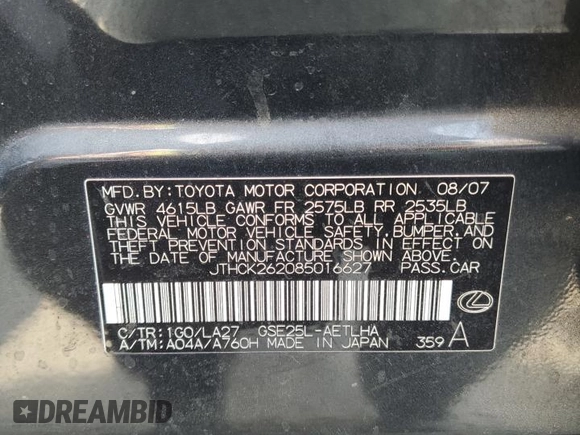 MFD. BY: TOYOTA MOTOR CORPORATION 08/07
GVWR 4615LB GAWR FR 2575LB RR 2535LB
THIS VEHICLE CONFORMS TO ALL APPLICABLE
FEDERAL MOTOR VEHICLE SAFETY, BUMPER, AND
THEFT PREVENTION STANDARDS IN EFFECT ON
THE DATE OF MANUFACTURE SHOWN ABOVE.
JTHCK262085016627 PASS. CAR
C/TR: 1G0/LA27 GSE25L-AETLHA
A/TM: A04A/A760H MADE IN JAPAN 359 A
DREAMBID